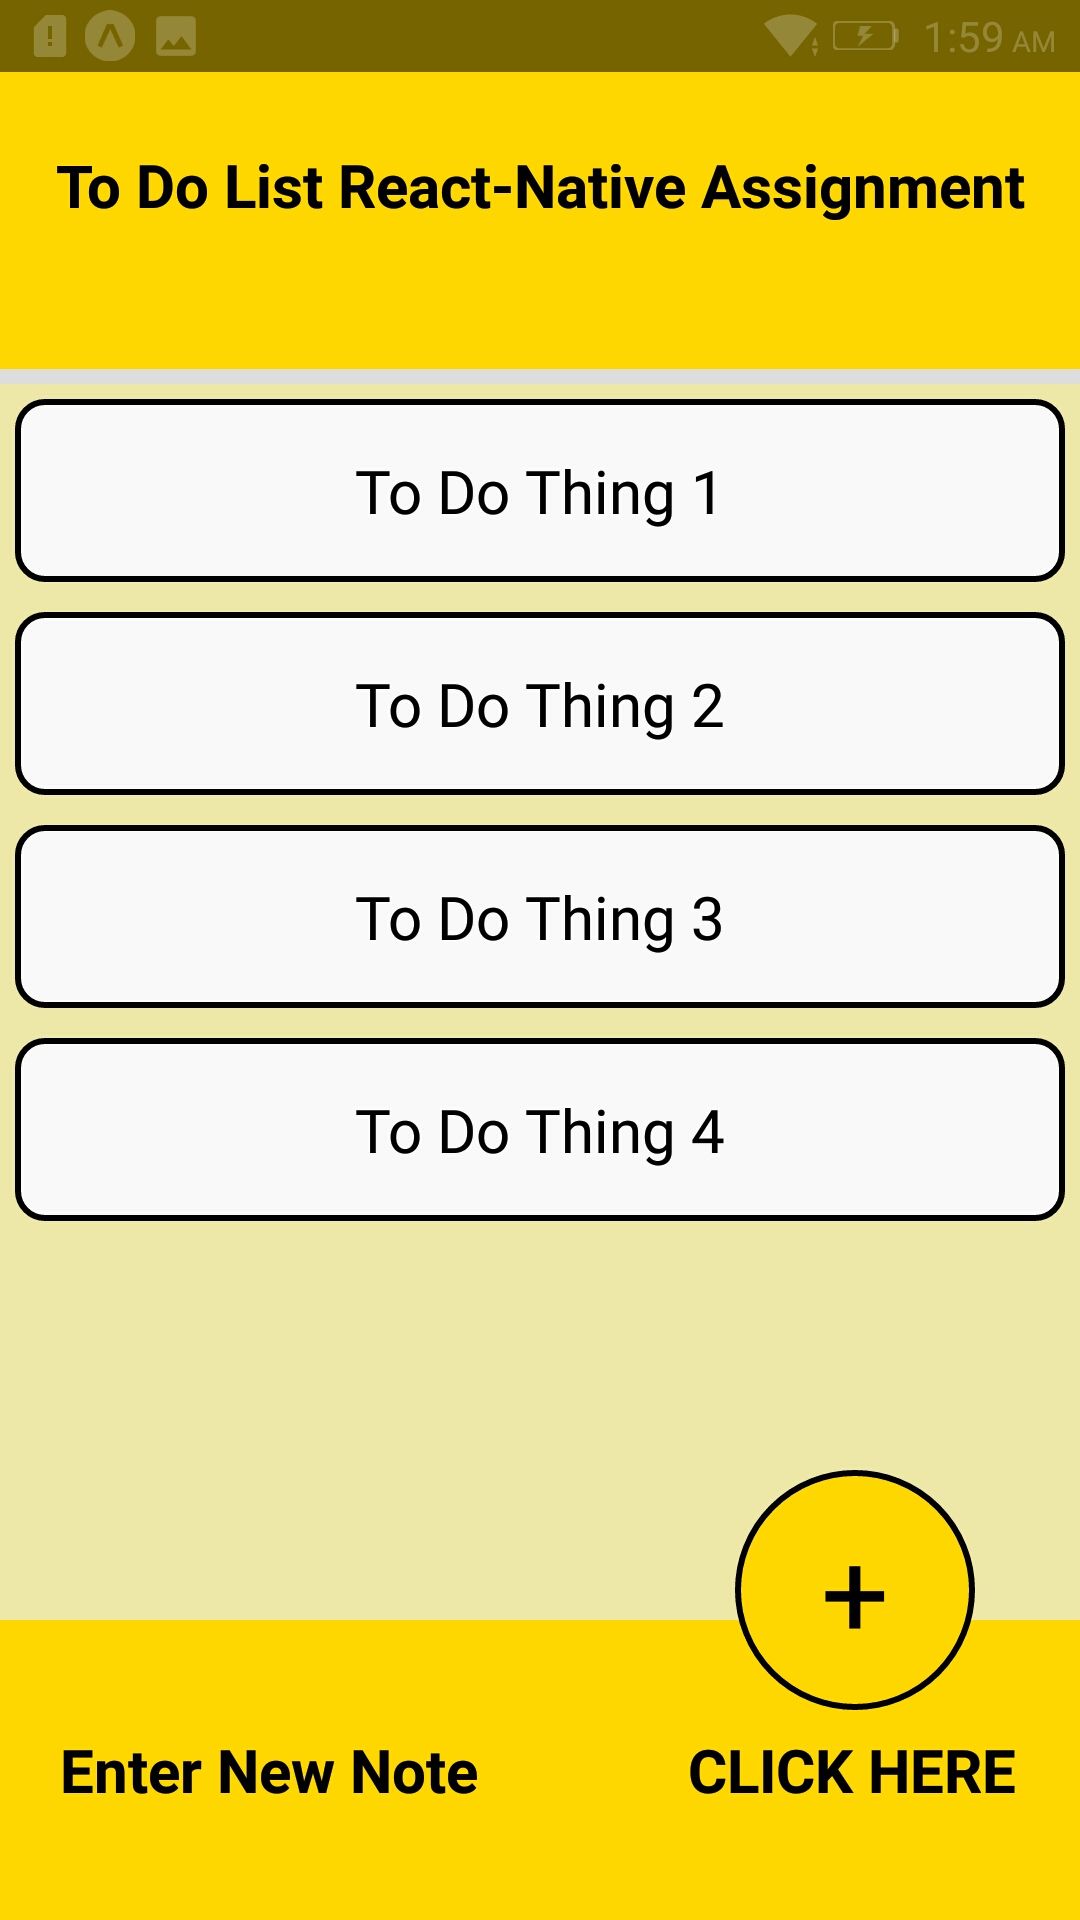 1:59 AM
To Do List React-Native Assignment
To Do Thing 1
To Do Thing 2
To Do Thing 3
To Do Thing 4
+
Enter New Note CLICK HERE